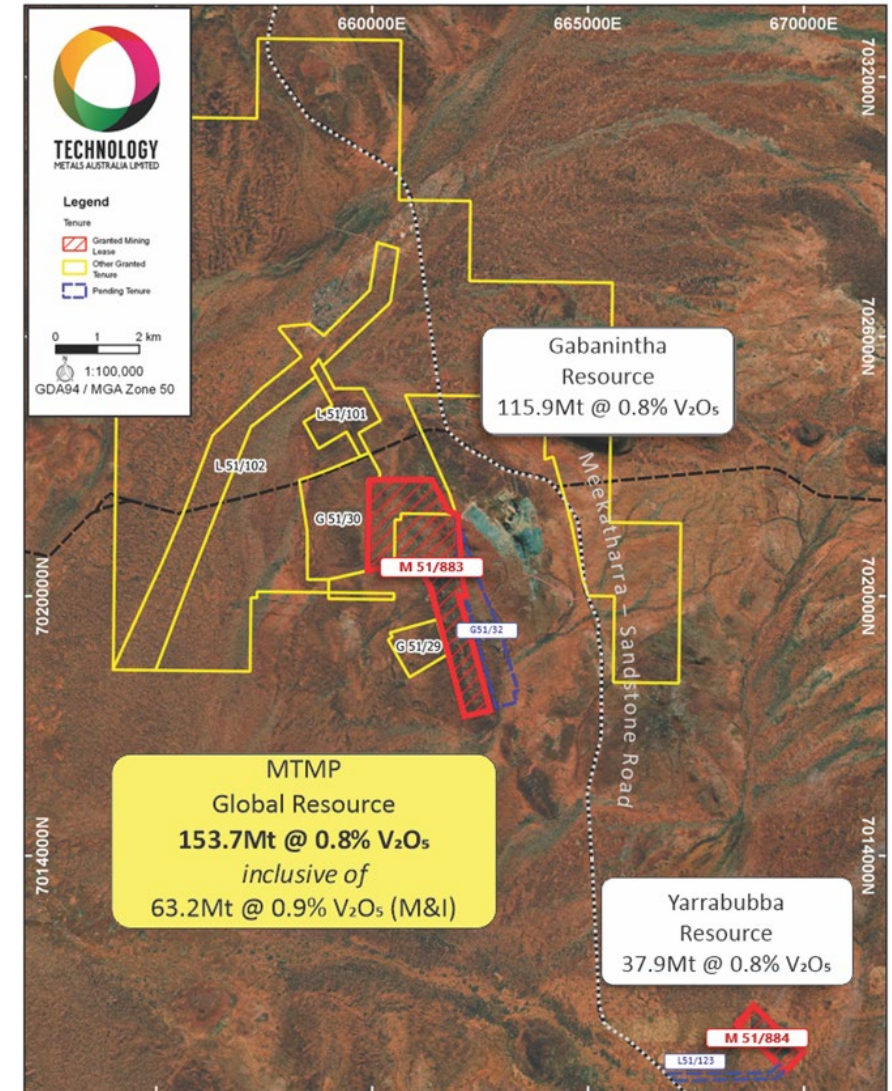 660000E
665000E
670000E
7032000N
TECHNOLOGY
METALS AUSTRALIA LIMITED
Legend
Tenure
Granted Mining
Lease
Other Granted
Tenure
Pending Tenure
0 1 2 km
N
1:100,000
GDA94 / MGA Zone 50
7026000N
Gabanintha
Resource
115.9Mt @ 0.8% V₂O₅
L 51/101
L 51/102
G 51/30
Meekatharra – Sandstone Road
M 51/883
7020000N
7020000N
G51/32
G 51/29
MTMP
Global Resource
153.7Mt @ 0.8% V₂O₅
inclusive of
63.2Mt @ 0.9% V₂O₅ (M&I)
7014000N
7014000N
Yarrabubba
Resource
37.9Mt @ 0.8% V₂O₅
M 51/884
L51/123